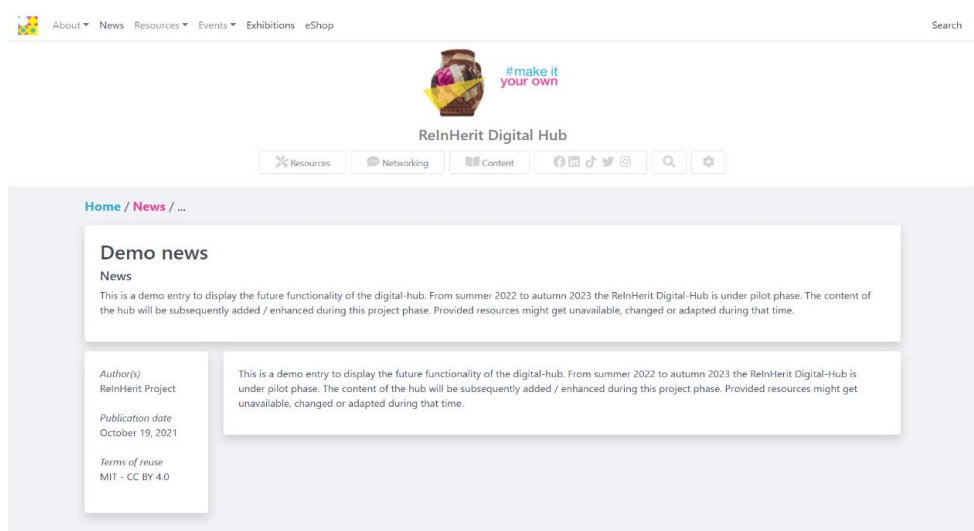 About News Resources Events Exhibitions eShop Search
#make it
your own
ReInHerit Digital Hub
Resources Networking Content
Home / News / ...
Demo news
News
This is a demo entry to display the future functionality of the digital-hub. From summer 2022 to autumn 2023 the ReInHerit Digital-Hub is under pilot phase. The content of
the hub will be subsequently added / enhanced during this project phase. Provided resources might get unavailable, changed or adapted during that time.
Author(s)
ReInHerit Project
Publication date
October 19, 2021
Terms of reuse
MIT - CC BY 4.0
This is a demo entry to display the future functionality of the digital-hub. From summer 2022 to autumn 2023 the ReInHerit Digital-Hub is
under pilot phase. The content of the hub will be subsequently added / enhanced during this project phase. Provided resources might get
unavailable, changed or adapted during that time.